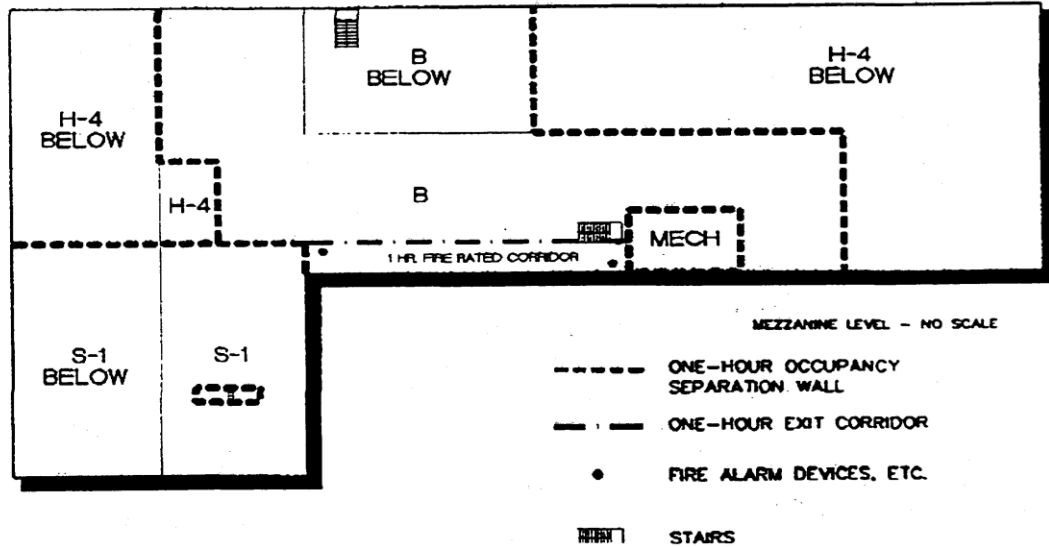 B
BELOW
H-4
BELOW
H-4
BELOW
H-4
B
MECH
1 HR. FIRE RATED CORRIDOR
S-1
BELOW
S-1
MEZZANINE LEVEL - NO SCALE
ONE-HOUR OCCUPANCY
SEPARATION WALL
ONE-HOUR EXIT CORRIDOR
FIRE ALARM DEVICES, ETC.
STAIRS